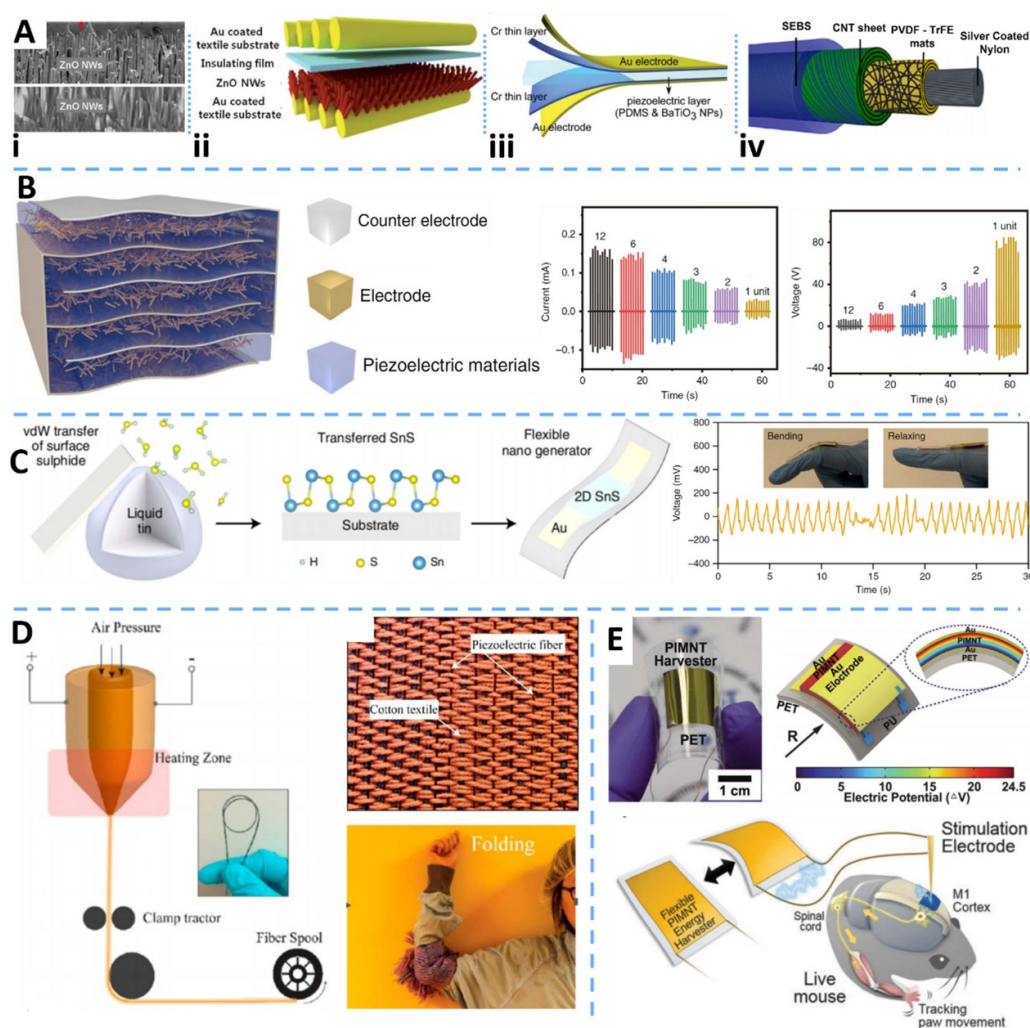 A
ZnO NWs
ZnO NWs
i
Au coated
textile substrate
Insulating film
ZnO NWs
Au coated
textile substrate
ii
Cr thin layer
Au electrode
Cr thin layer
piezoelectric layer
(PDMS & BaTiO3 NPs)
Au electrode
iii
SEBS
CNT sheet
PVDF - TrFE
mats
Silver Coated
Nylon
iv
B
Counter electrode
Electrode
Piezoelectric materials
Current (mA)
0.2
0.1
0.0
−0.1
12
6
4
3
2
1 unit
0 20 40 60
Time (s)
Voltage (V)
80
40
0
−40
12
6
4
3
2
1 unit
0 20 40 60
Time (s)
C
vdW transfer
of surface
sulphide
Liquid
tin
Transferred SnS
Substrate
H S Sn
Flexible
nano generator
2D SnS
Au
Voltage (mV)
800
600
400
200
0
−200
−400
Bending
Relaxing
0 5 10 15 20 25 30
Time (s)
D
Air Pressure
+
-
Heating Zone
Clamp tractor
Fiber Spool
Piezoelectric fiber
Cotton textile
Folding
E
PIMNT
Harvester
PET
1 cm
Au
PIMNT
Au
Eloctrode
PET
PU
R
Au
PIMNT
Au
PET
0 5 10 15 20 24.5
Electric Potential (△V)
Flexible
PIMNT
Energy
Harvester
Stimulation
Electrode
M1
Cortex
Spinal
cord
Live
mouse
Tracking
paw movement